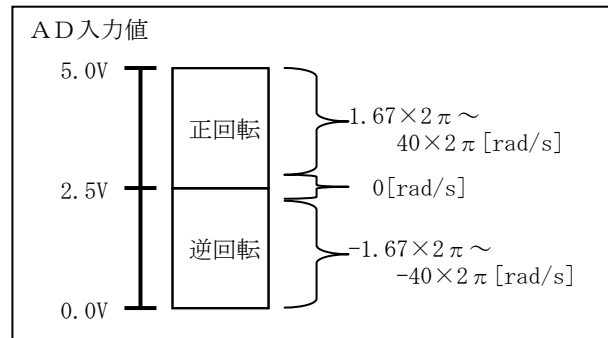 AD入力値
5.0V
正回転
1.67×2π～
40×2π[rad/s]
2.5V
0[rad/s]
逆回転
-1.67×2π～
-40×2π[rad/s]
0.0V